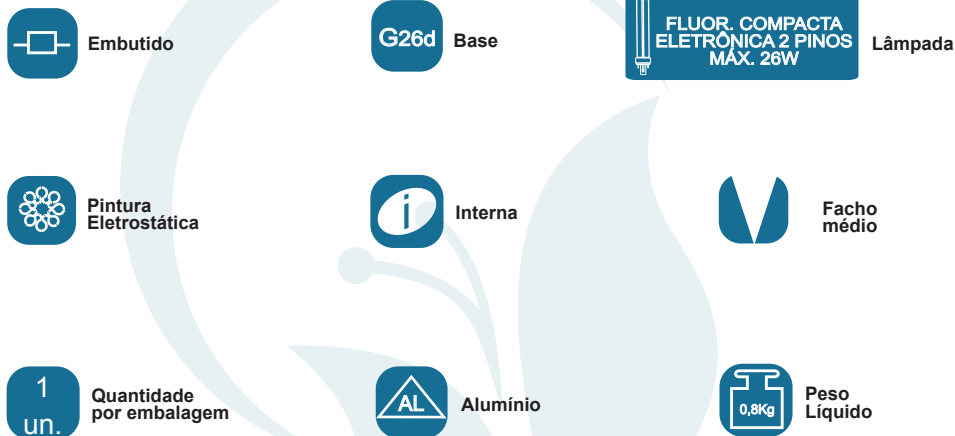 Embutido
G26d
Base
FLUOR. COMPACTA
ELETRÔNICA 2 PINOS
MÁX. 26W
Lâmpada
Pintura
Eletrostática
i
Interna
Facho
médio
1
un.
Quantidade
por embalagem
AL
Alumínio
0,8Kg
Peso
Líquido